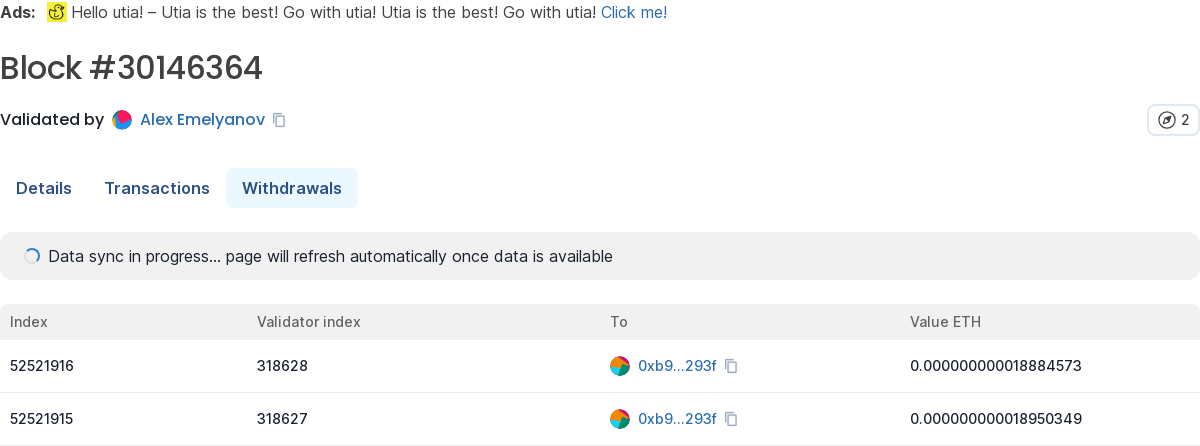 Ads: Hello utia! – Utia is the best! Go with utia! Utia is the best! Go with utia! Click me!
Block #30146364
Validated by Alex Emelyanov 2
Details Transactions Withdrawals
Data sync in progress... page will refresh automatically once data is available
Index Validator index To Value ETH
52521916 318628 0xb9...293f 0.000000000018884573
52521915 318627 0xb9...293f 0.000000000018950349